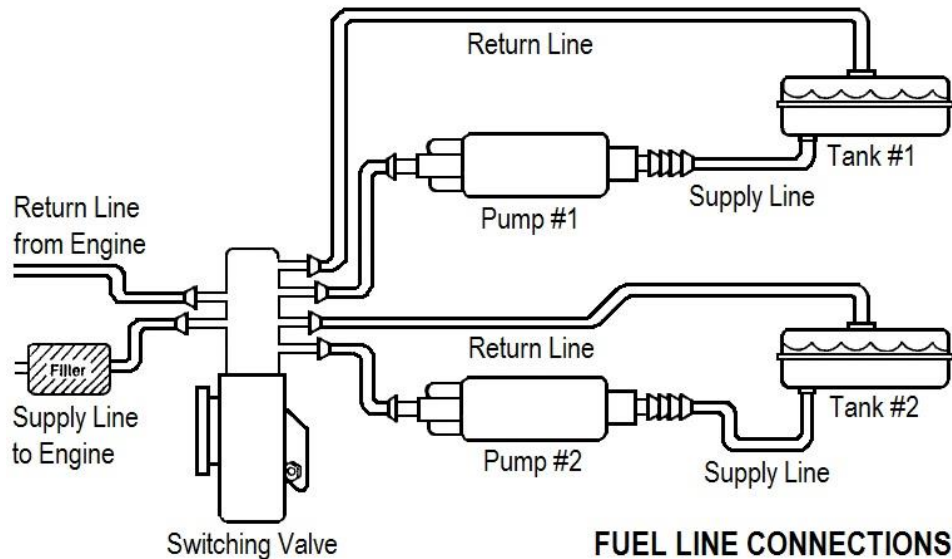 Return Line
Tank #1
Supply Line
Pump #1
Return Line
from Engine
Return Line
Filter
Tank #2
Supply Line
to Engine
Pump #2
Supply Line
Switching Valve
FUEL LINE CONNECTIONS